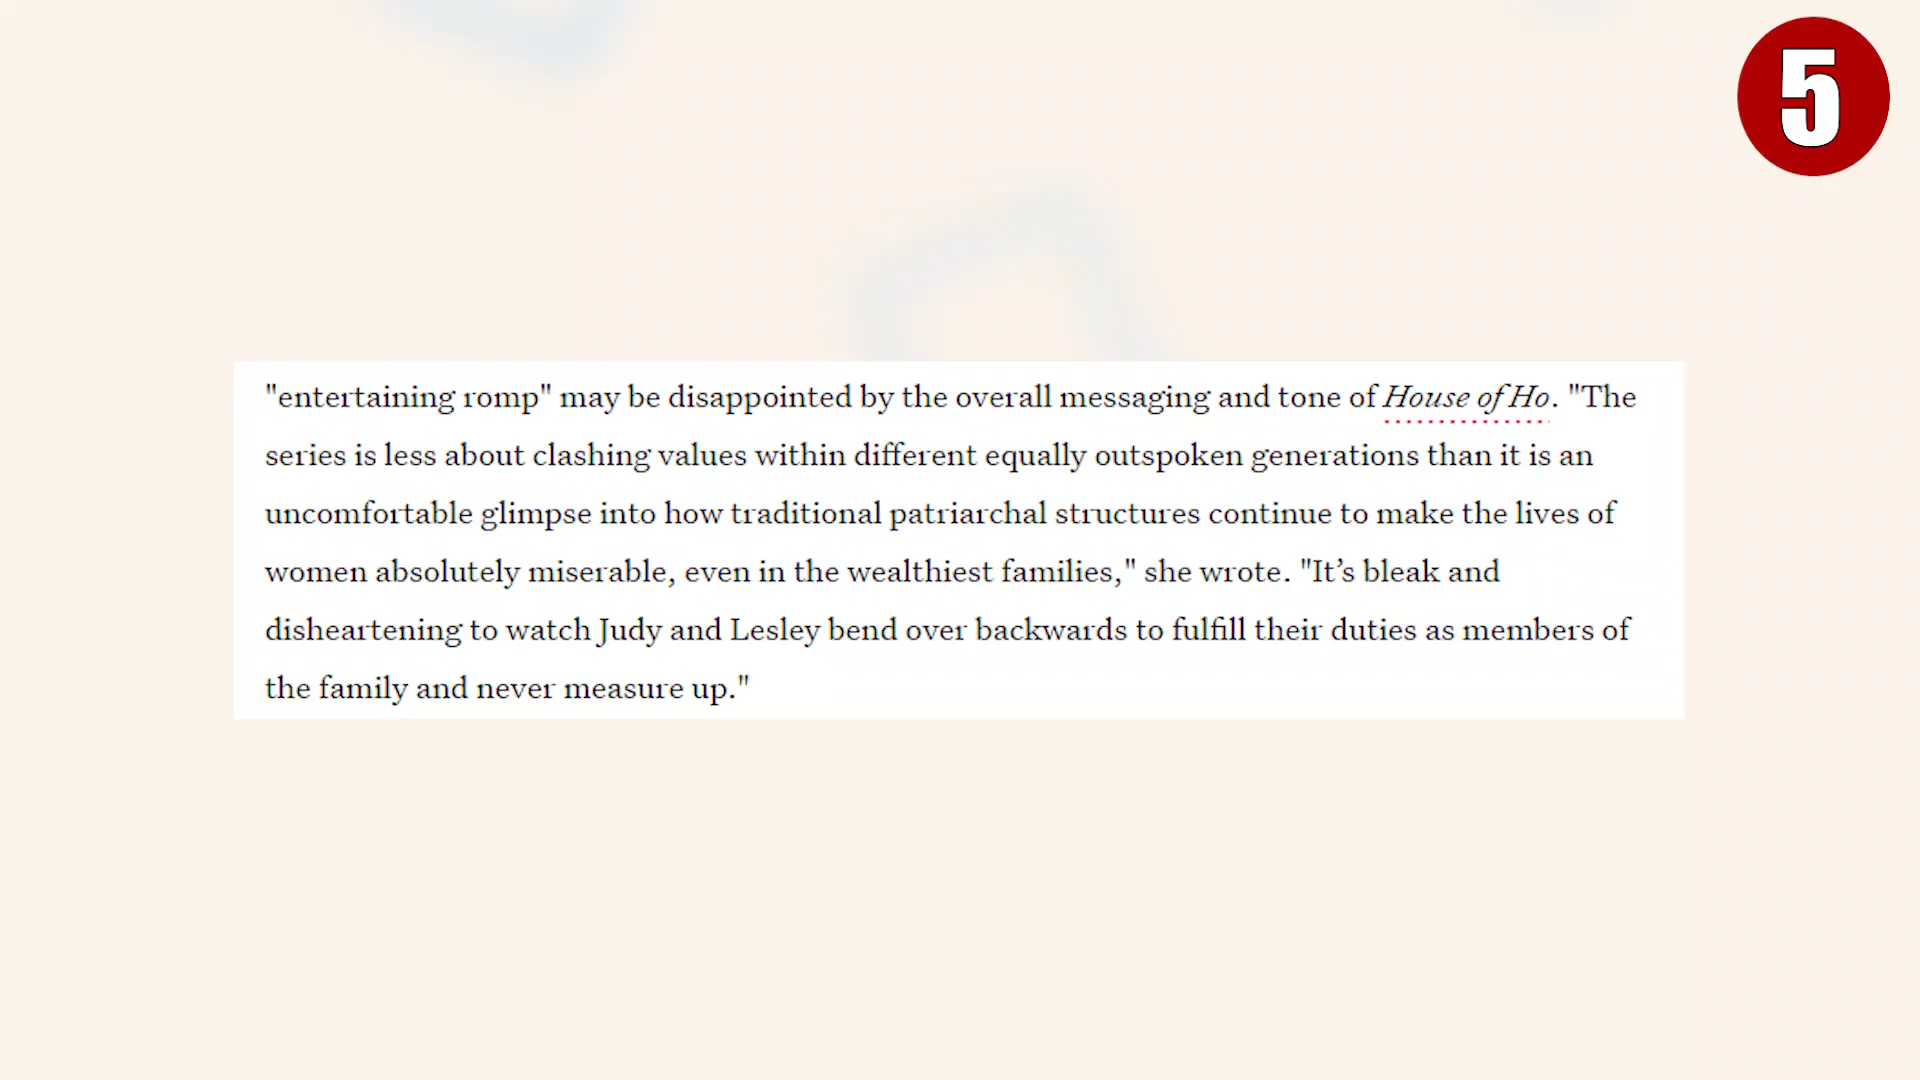 5
"entertaining romp" may be disappointed by the overall messaging and tone of House of Ho. "The
series is less about clashing values within different equally outspoken generations than it is an
uncomfortable glimpse into how traditional patriarchal structures continue to make the lives of
women absolutely miserable, even in the wealthiest families," she wrote. "It’s bleak and
disheartening to watch Judy and Lesley bend over backwards to fulfill their duties as members of
the family and never measure up."